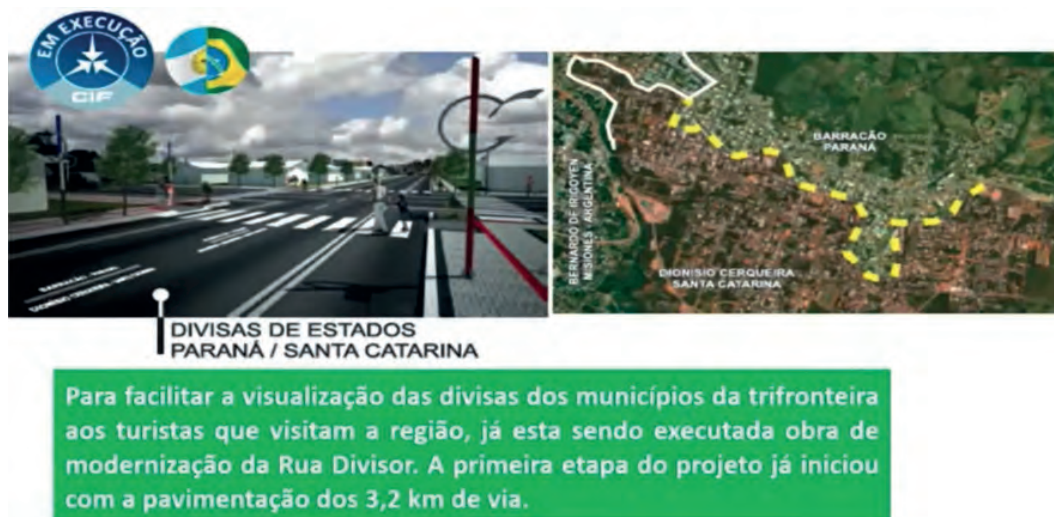 EM EXECUÇÃO
CIF
BARRACÃO
PARANÁ
BERNARDO DE IRIGOYEN
MISIONES / ARGENTINA
DIONISIO CERQUEIRA
SANTA CATARINA
DIVISAS DE ESTADOS
PARANÁ / SANTA CATARINA
Para facilitar a visualização das divisas dos municípios da trifronteira
aos turistas que visitam a região, já esta sendo executada obra de
modernização da Rua Divisor. A primeira etapa do projeto já iniciou
com a pavimentação dos 3,2 km de via.